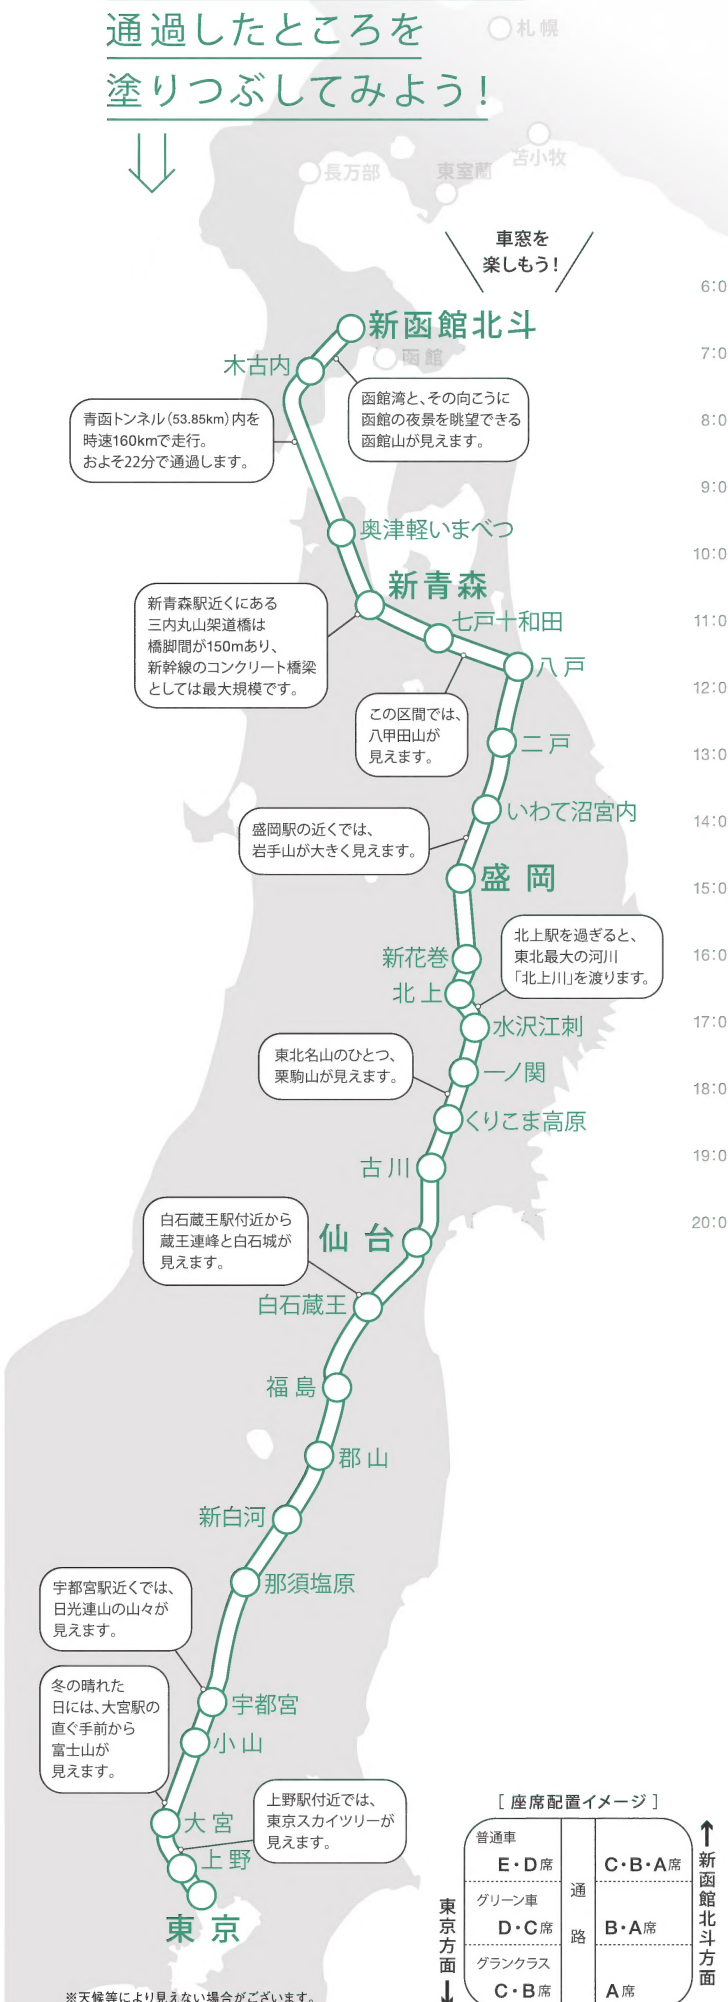 通過したところを
塗りつぶしてみよう!
札幌
苫小牧
長万部
東室蘭
車窓を
楽しもう!
6:0
新函館北斗
7:0
函館
木古内
函館湾と、その向こうに
函館の夜景を眺望できる
函館山が見えます。
青函トンネル(53.85km)内を
時速160kmで走行。
およそ22分で通過します。
8:0
9:0
奥津軽いまべつ
10:0
新青森
新青森駅近くにある
三内丸山架道橋は
橋脚間が150mあり、
新幹線のコンクリート橋梁
としては最大規模です。
11:0
七戸十和田
八戸
12:0
この区間では、
八甲田山が
見えます。
二戸
13:0
いわて沼宮内
14:0
盛岡駅の近くでは、
岩手山が大きく見えます。
盛岡
15:0
北上駅を過ぎると、
東北最大の河川
「北上川」を渡ります。
新花巻
16:0
北上
17:0
水沢江刺
東北名山のひとつ、
栗駒山が見えます。
一ノ関
18:0
くりこま高原
19:0
古川
20:0
白石蔵王駅付近から
蔵王連峰と白石城が
見えます。
仙台
白石蔵王
福島
郡山
新白河
那須塩原
宇都宮駅近くでは、
日光連山の山々が
見えます。
冬の晴れた
日には、大宮駅の
直ぐ手前から
富士山が
見えます。
宇都宮
小山
上野駅付近では、
東京スカイツリーが
見えます。
大宮
上野
東京
[座席配置イメージ]
普通車
E・D席
C・B・A席
グリーン車
D・C席
B・A席
グランクラス
C・B席
A席
通路
東京方面
新函館北斗方面
※天候等により見えない場合がございます。